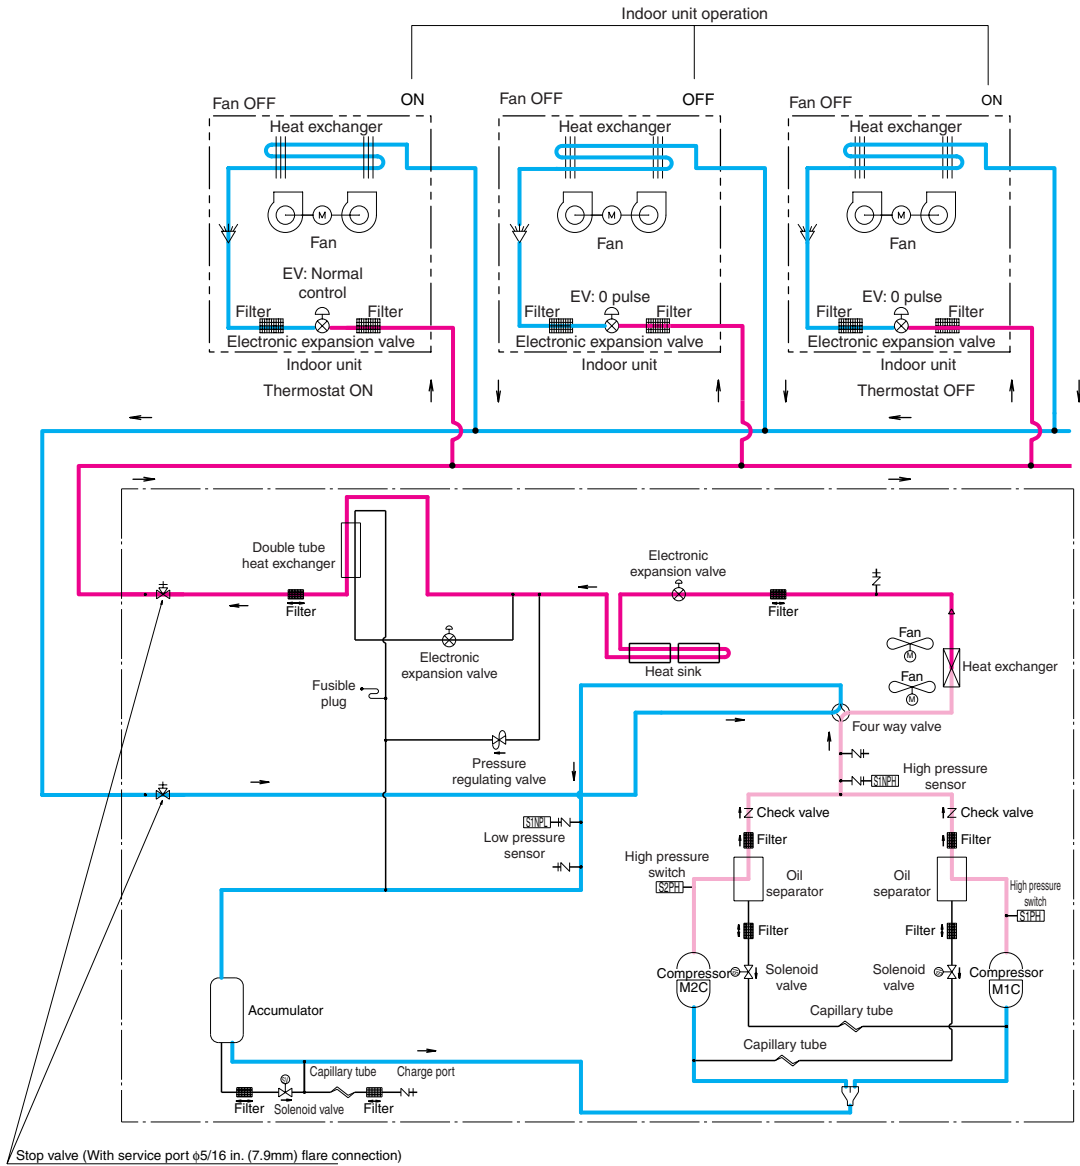 Indoor unit operation
Fan OFF
ON
Fan OFF
OFF
Fan OFF
ON
Heat exchanger
Heat exchanger
Heat exchanger
M
M
M
Fan
Fan
Fan
EV: Normal
control
EV: 0 pulse
EV: 0 pulse
Filter
Filter
Filter
Filter
Filter
Filter
Electronic expansion valve
Electronic expansion valve
Electronic expansion valve
Indoor unit
Indoor unit
Indoor unit
Thermostat ON
Thermostat OFF
Double tube
heat exchanger
Electronic
expansion valve
Filter
Filter
Fan
M
Fan
M
Heat exchanger
Electronic
expansion valve
Heat sink
Fusible
plug
Four way valve
Pressure
regulating valve
High pressure
sensor
S1NPH
S1NPL
Low pressure
sensor
Check valve
Check valve
Filter
Filter
High pressure
switch
S2PH
Oil
separator
Oil
separator
High pressure
switch
S1PH
Filter
Filter
Compressor
M2C
Solenoid
valve
Solenoid
valve
Compressor
M1C
Accumulator
Capillary tube
Capillary tube
Capillary tube
Charge port
SV
Filter
Solenoid valve
Filter
Stop valve (With service port ϕ5/16 in. (7.9mm) flare connection)